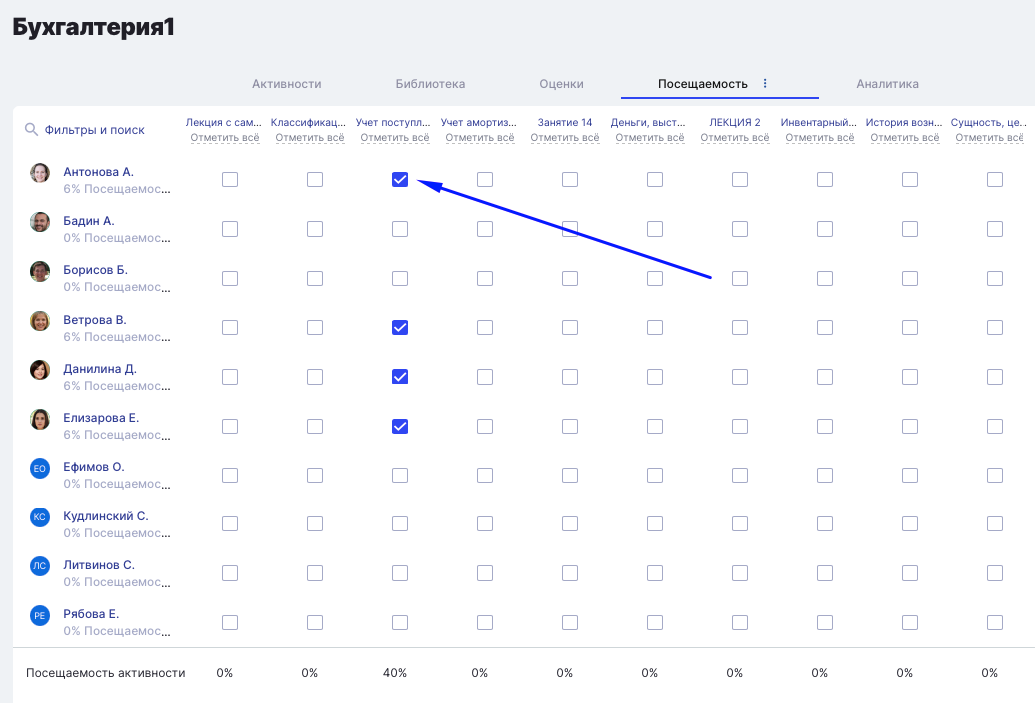 Бухгалтерия1
Активности Библиотека Оценки Посещаемость Аналитика
Фильтры и поиск
Лекция с сам... Классификац... Учет поступл... Учет амортиз... Занятие 14 Деньги, выст... ЛЕКЦИЯ 2 Инвентарный... История возн... Сущность, це..
Отметить всё Отметить всё Отметить всё Отметить всё Отметить всё Отметить всё Отметить всё Отметить всё Отметить всё Отметить всё
Антонова А.
6% Посещаемос...
Бадин А.
0% Посещаемос...
Борисов Б.
0% Посещаемос...
Ветрова В.
6% Посещаемос...
Данилина Д.
6% Посещаемос...
Елизарова Е.
6% Посещаемос...
ЕО Ефимов О.
0% Посещаемос...
КС Кудлинский С.
0% Посещаемос...
ЛС Литвинов С.
0% Посещаемос...
РЕ Рябова Е.
0% Посещаемос...
Посещаемость активности 0% 0% 40% 0% 0% 0% 0% 0% 0% 0%